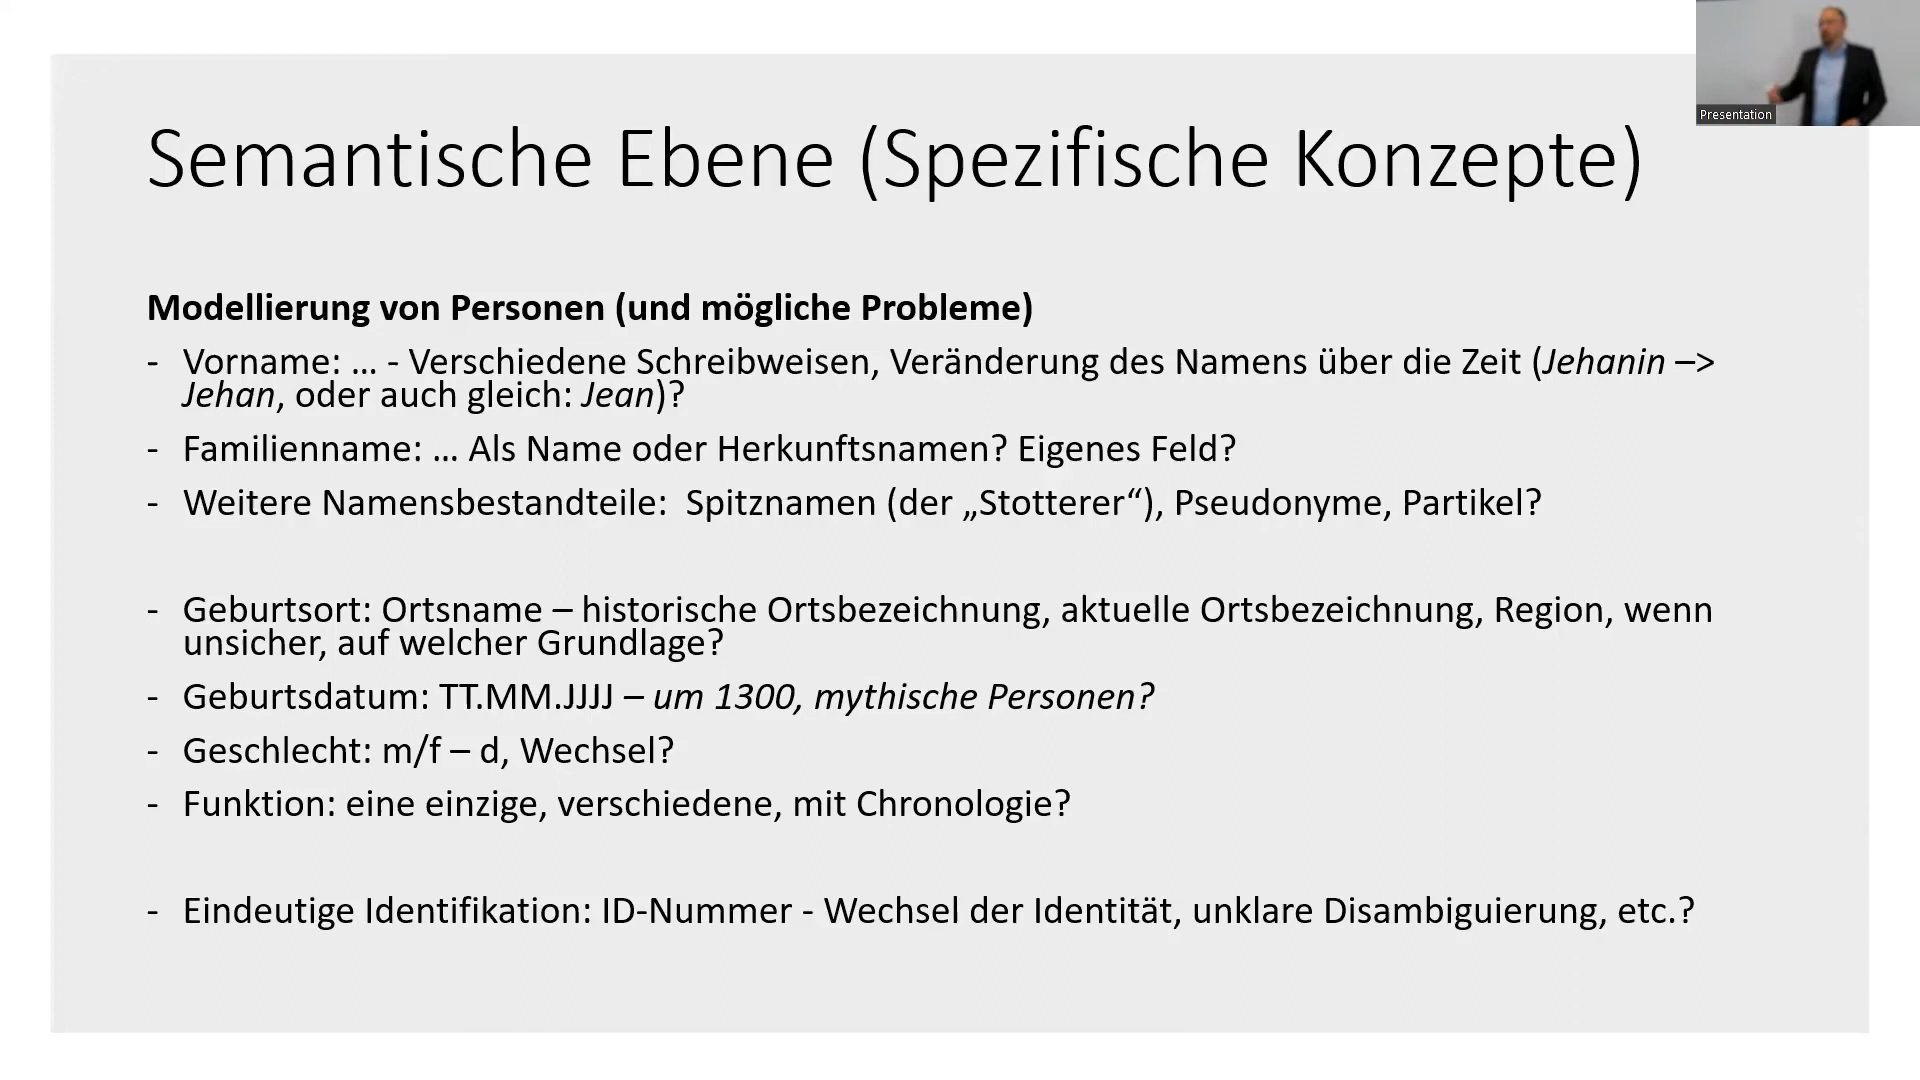 Presentation
Semantische Ebene (Spezifische Konzepte)
Modellierung von Personen (und mögliche Probleme)
- Vorname: … - Verschiedene Schreibweisen, Veränderung des Namens über die Zeit (Jehanin –>
Jehan, oder auch gleich: Jean)?
- Familienname: … Als Name oder Herkunftsnamen? Eigenes Feld?
- Weitere Namensbestandteile:  Spitznamen (der „Stotterer“), Pseudonyme, Partikel?
- Geburtsort: Ortsname – historische Ortsbezeichnung, aktuelle Ortsbezeichnung, Region, wenn
unsicher, auf welcher Grundlage?
- Geburtsdatum: TT.MM.JJJJ – um 1300, mythische Personen?
- Geschlecht: m/f – d, Wechsel?
- Funktion: eine einzige, verschiedene, mit Chronologie?
- Eindeutige Identifikation: ID-Nummer - Wechsel der Identität, unklare Disambiguierung, etc.?